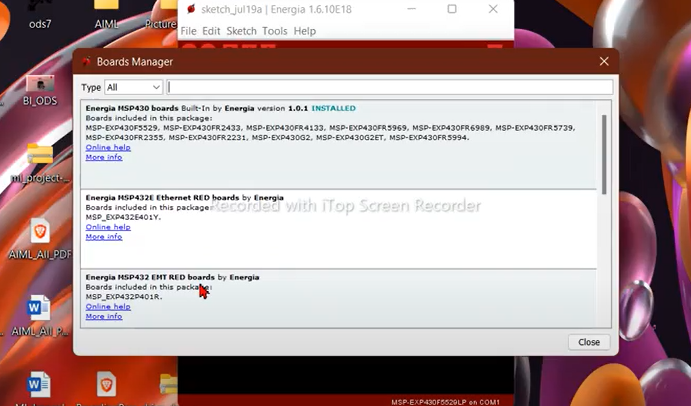 ods7
AIML
Picture
sketch_jul19a | Energia 1.6.10E18
File Edit Sketch Tools Help
Boards Manager
Type All
Energia MSP430 boards Built-In by Energia version 1.0.1 INSTALLED
Boards included in this package:
MSP-EXP430F5529, MSP-EXP430FR2433, MSP-EXP430FR4133, MSP-EXP430FR5969, MSP-EXP430FR6989, MSP-EXP430FR5739,
MSP-EXP430FR2355, MSP-EXP430FR2231, MSP-EXP430G2, MSP-EXP430G2ET, MSP-EXP430FR5994.
Online help
More info
Energia MSP432E Ethernet RED boards by Energia
Boards included in this package:
MSP_EXP432E401Y.
Online help
More info
Energia MSP432 EMT RED boards by Energia
Boards included in this package:
MSP_EXP432P401R.
Online help
More info
Close
Recorded with iTop Screen Recorder
BI_ODS
mi_project-...
AIML_All_PDF
AIML_All_P...
MSP-EXP430F5529LP on COM1